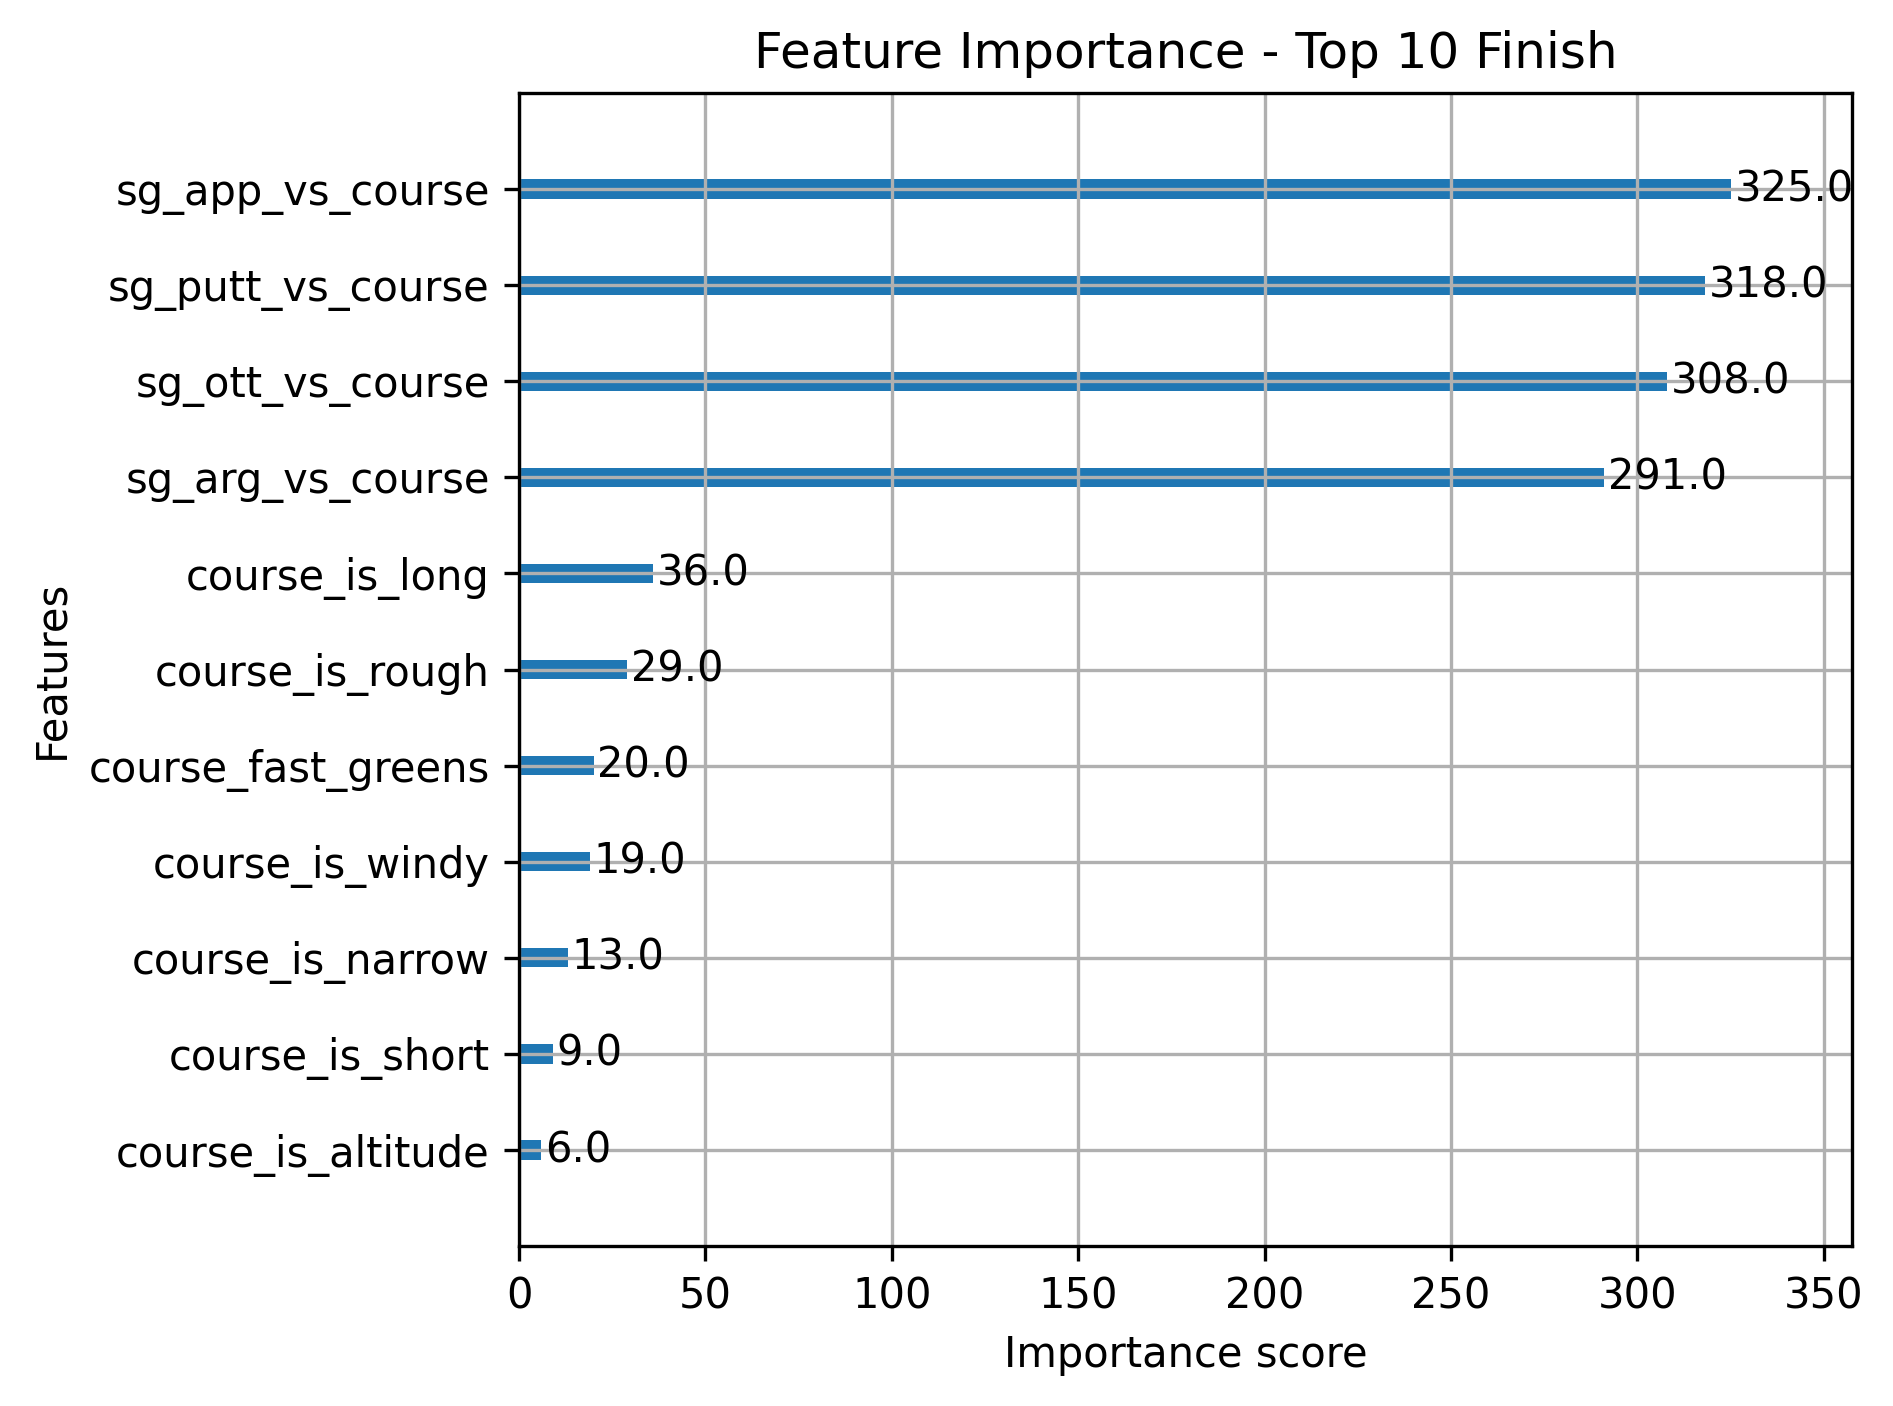 Feature Importance - Top 10 Finish
sg_app_vs_course
325.0
sg_putt_vs_course
318.0
sg_ott_vs_course
308.0
sg_arg_vs_course
291.0
course_is_long
36.0
course_is_rough
29.0
course_fast_greens
20.0
course_is_windy
19.0
course_is_narrow
13.0
course_is_short
9.0
course_is_altitude
6.0
Features
0 50 100 150 200 250 300 350
Importance score